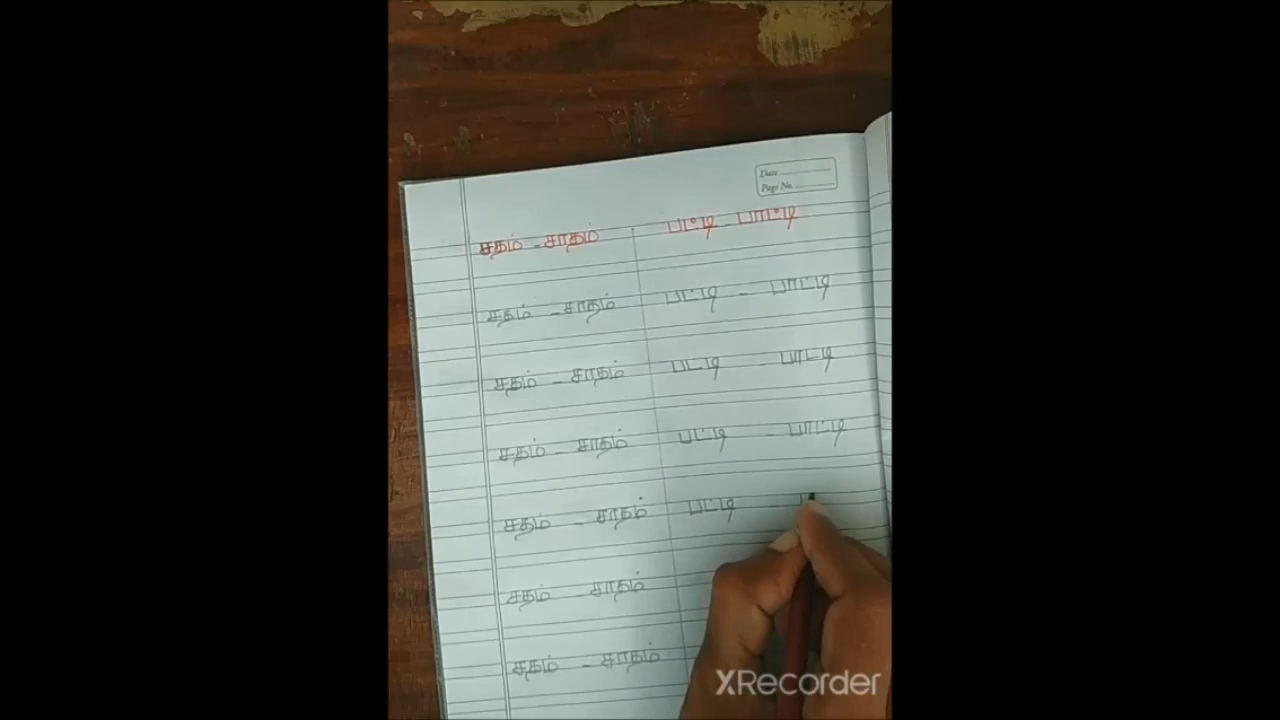 Date
Page No.
சதம் - சாதம் பட்டி - பாட்டி
சதம் - சாதம் பட்டி - பாட்டி
சதம் - சாதம் பட்டி - பாட்டி
சதம் - சாதம் பட்டி - பாட்டி
சதம் - சாதம் பட்டி - ப
சதம் - சாதம்
சதம் - சாதம்
XRecorder